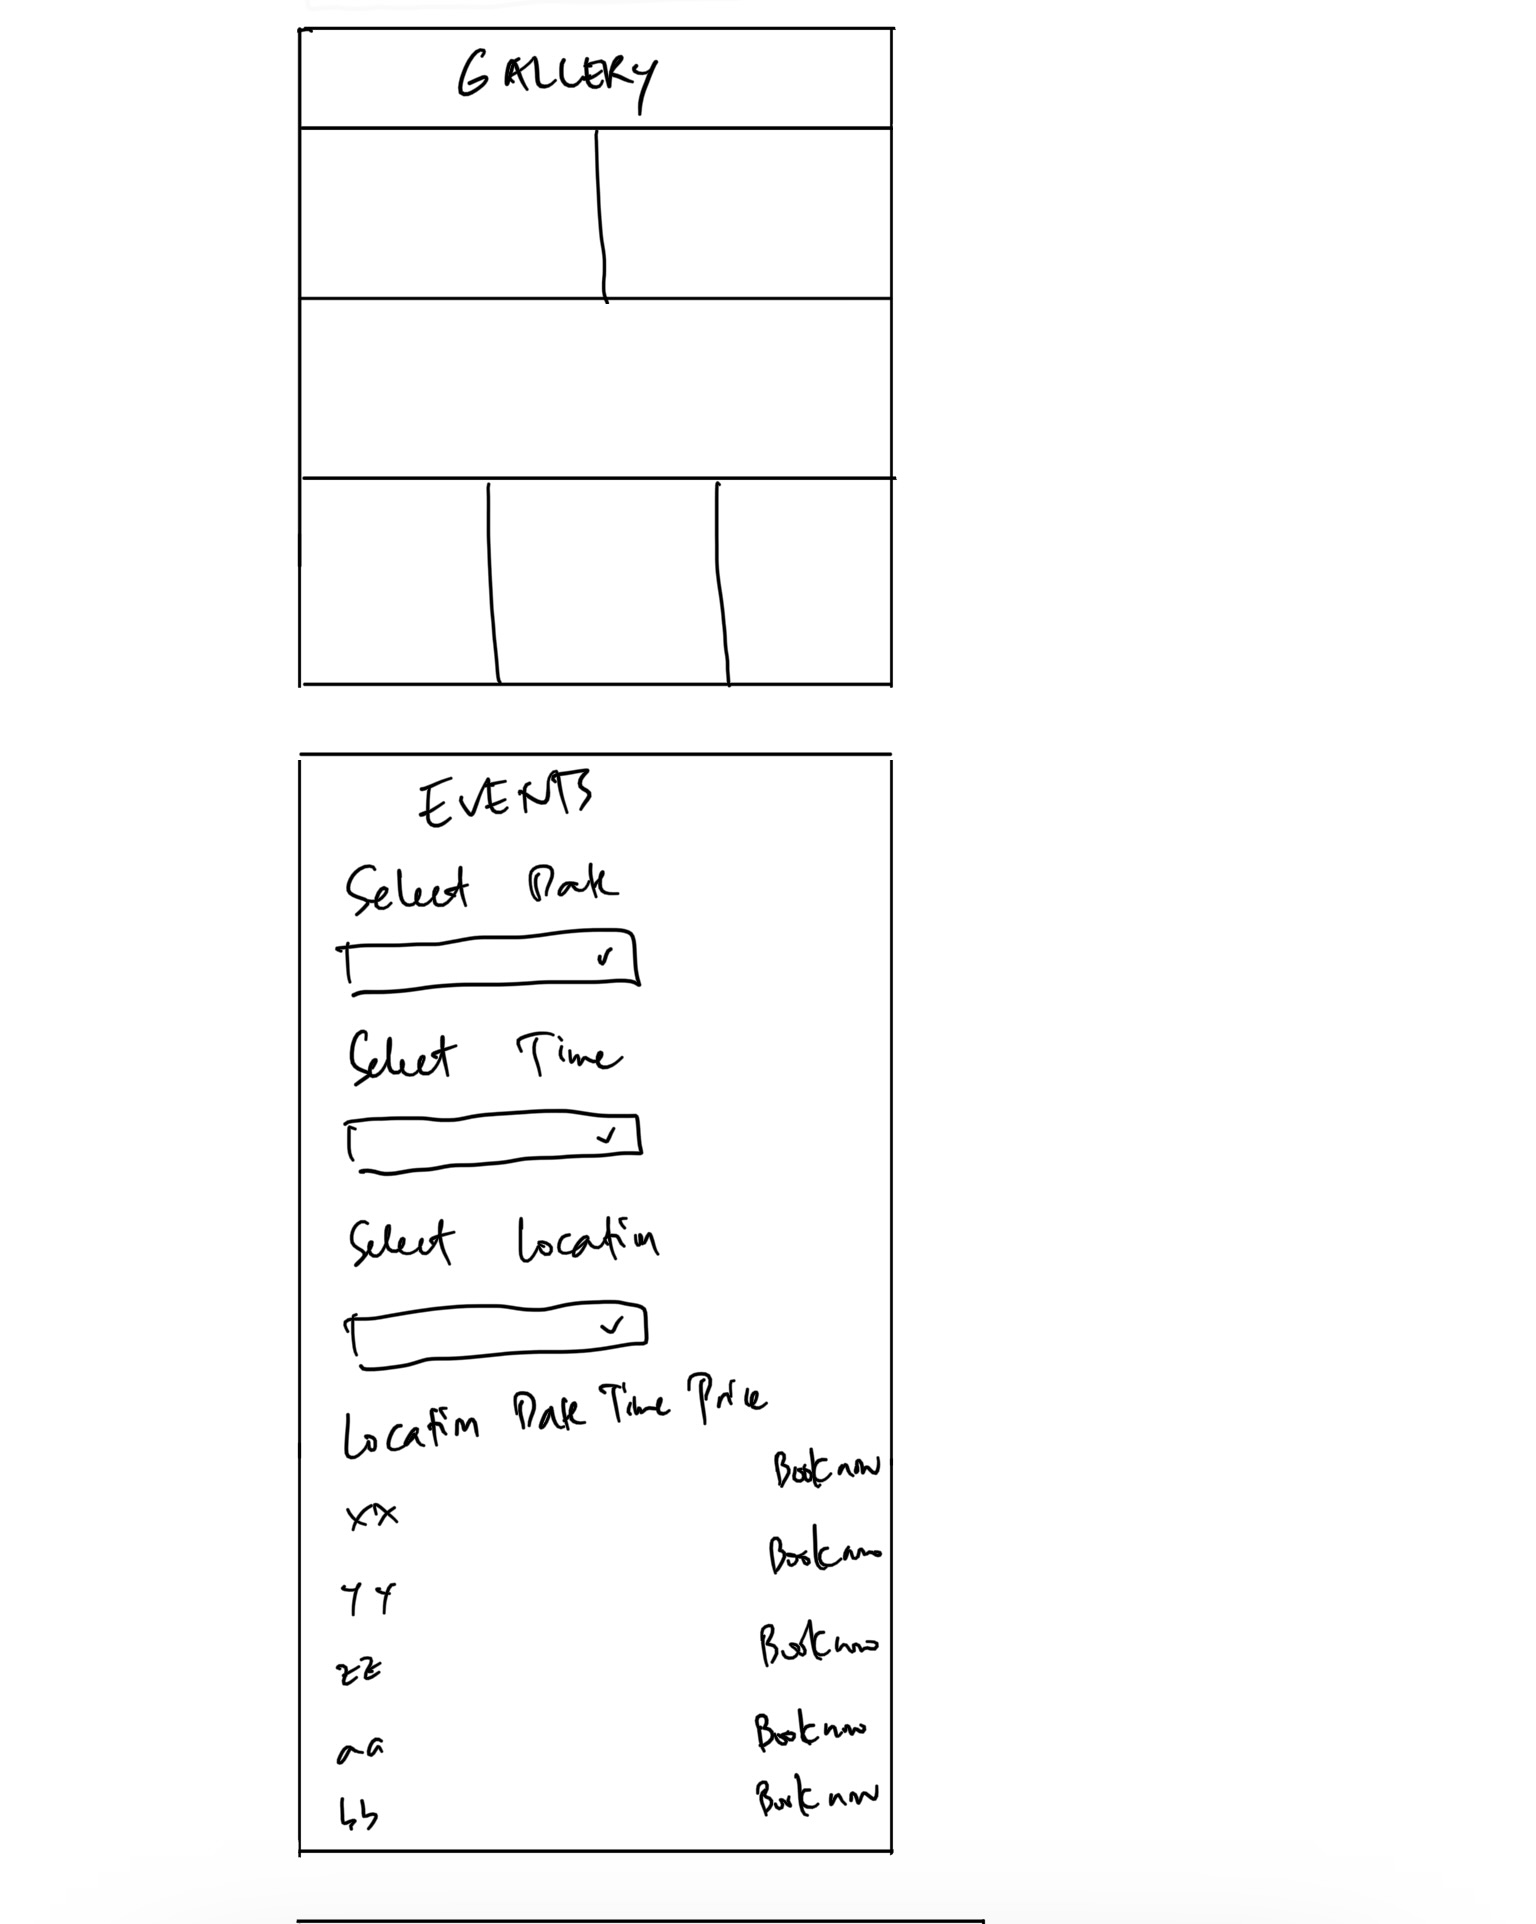 GALLERY
EVENTS
Select Date
Select Time
Select Location
Location Date Time Price
Book now
xx
Book now
yy
Book now
zz
Book now
aa
Book now
bb